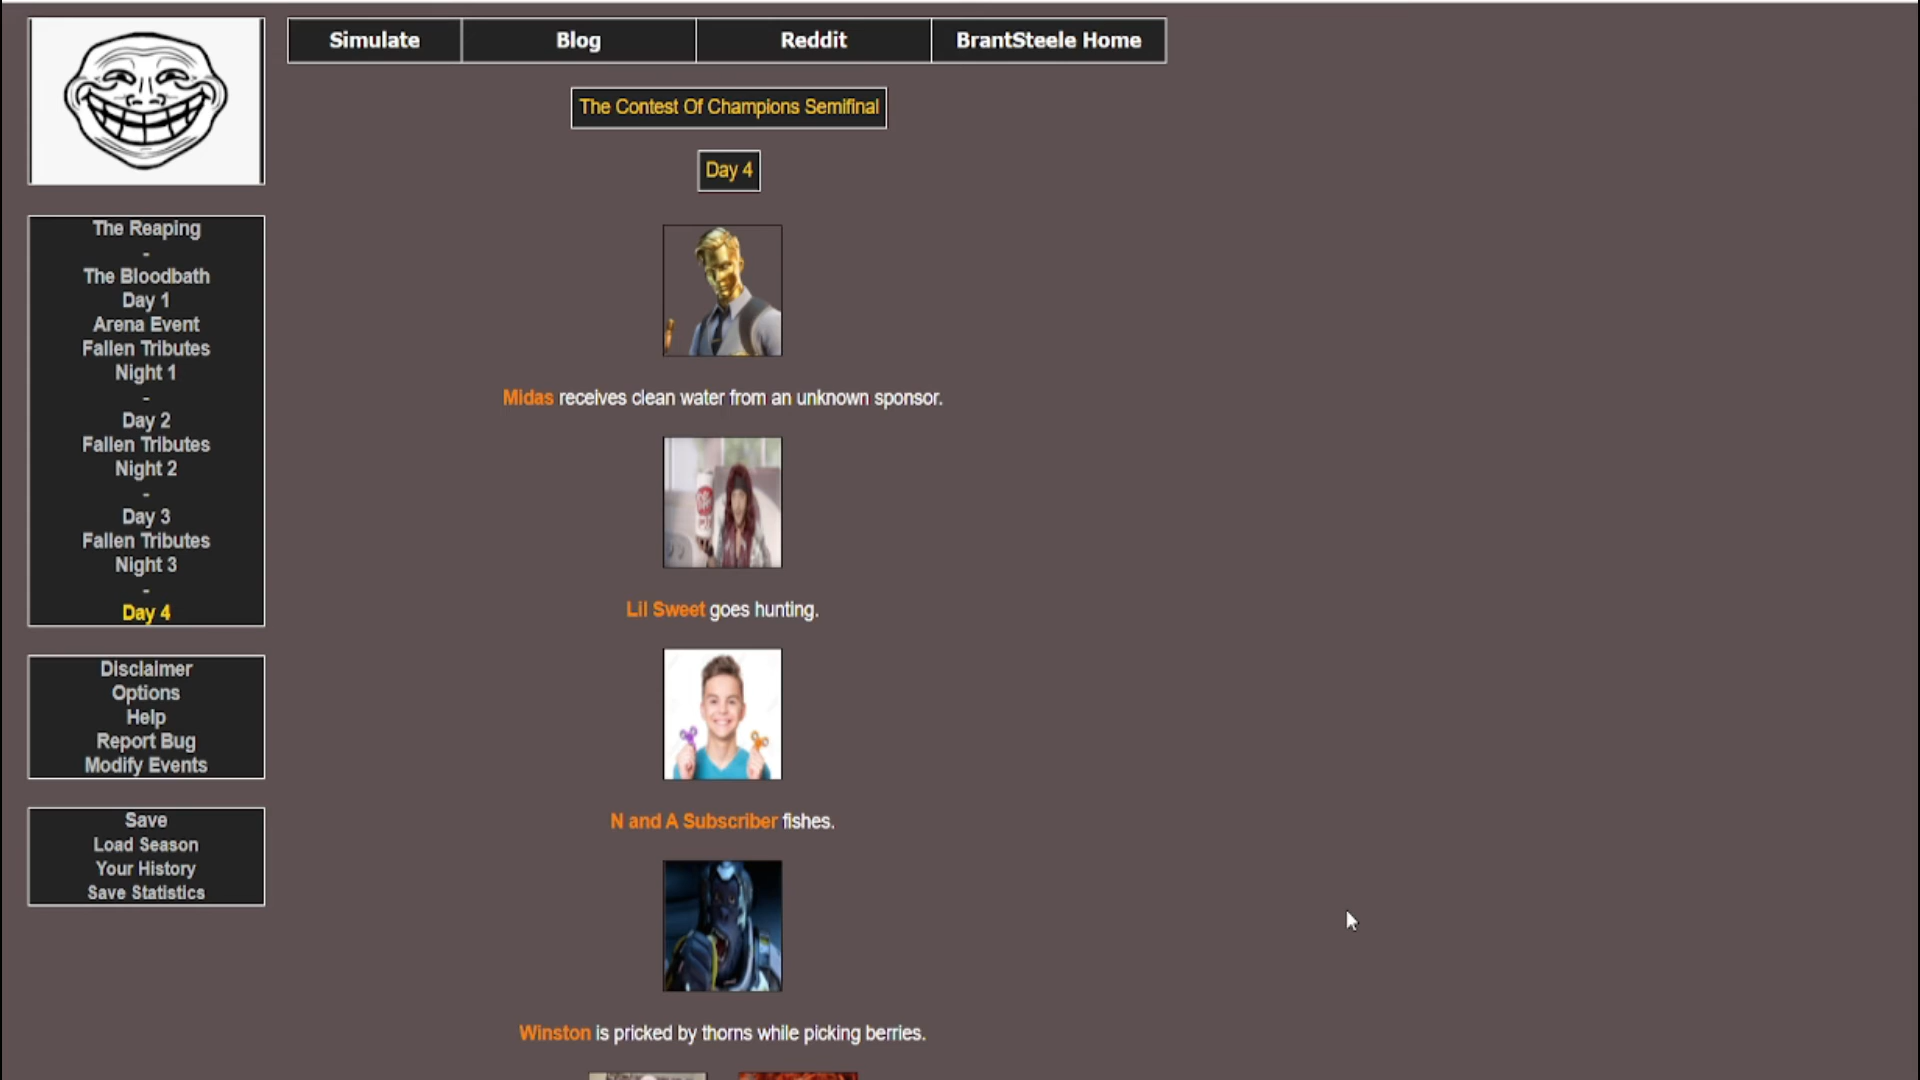 Simulate
Blog
Reddit
BrantSteele Home
The Contest Of Champions Semifinal
Day 4
The Reaping
-
The Bloodbath
Day 1
Arena Event
Fallen Tributes
Night 1
-
Day 2
Fallen Tributes
Night 2
-
Day 3
Fallen Tributes
Night 3
-
Day 4
Disclaimer
Options
Help
Report Bug
Modify Events
Save
Load Season
Your History
Save Statistics
Midas receives clean water from an unknown sponsor.
Lil Sweet goes hunting.
N and A Subscriber fishes.
Winston is pricked by thorns while picking berries.